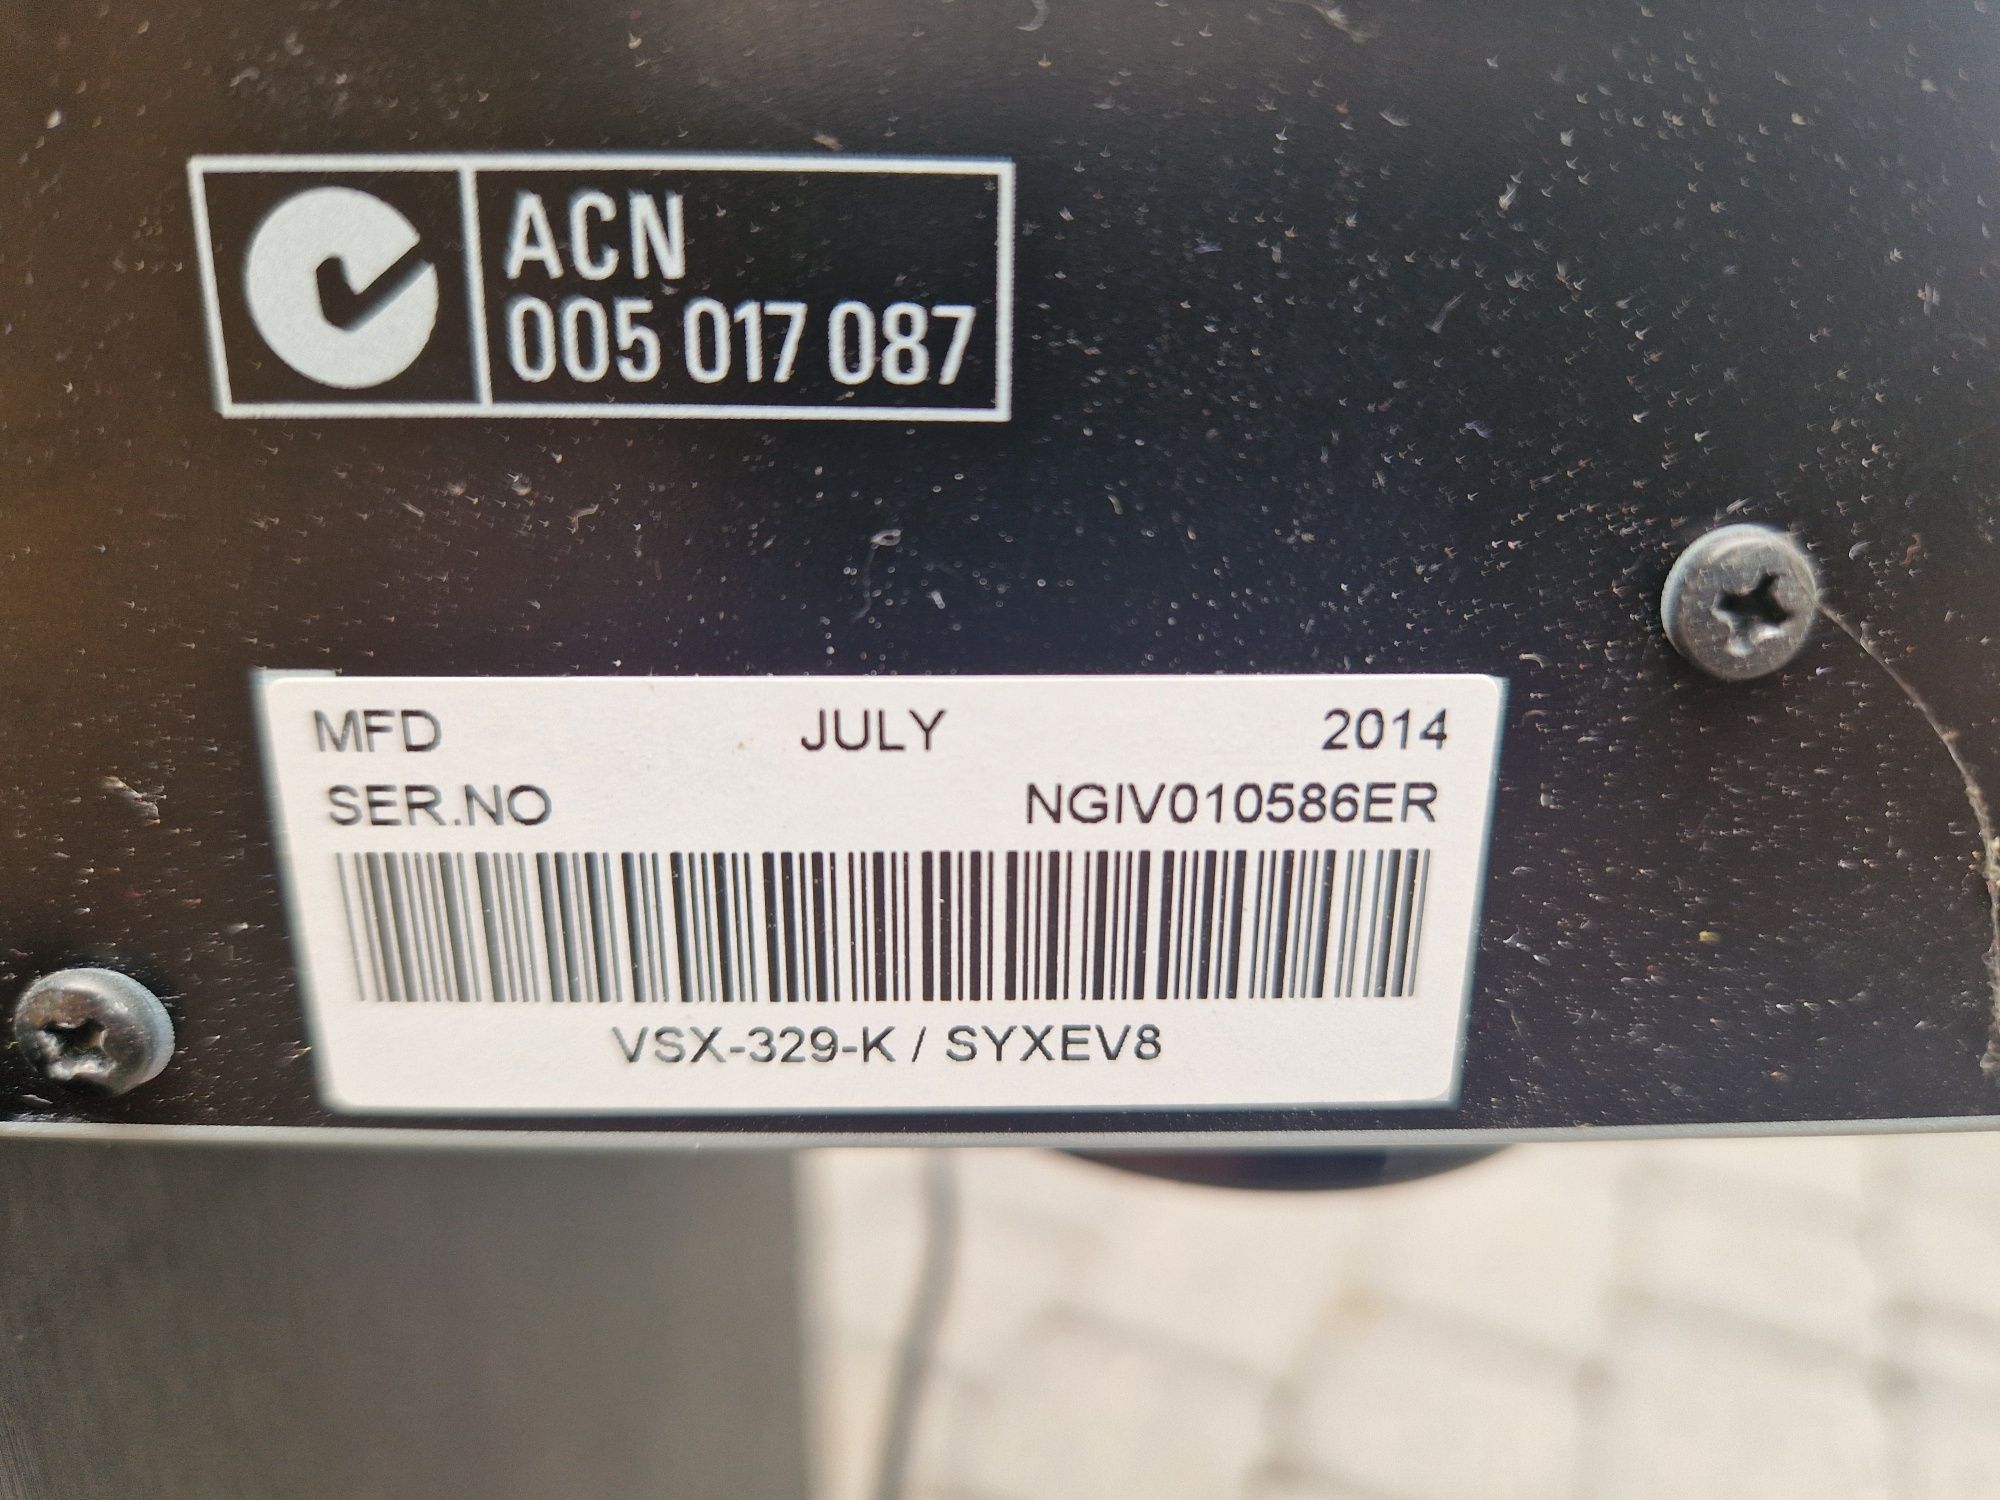 ACN
005 017 087
MFD JULY 2014
SER.NO NGIV010586ER
VSX-329-K / SYXEV8